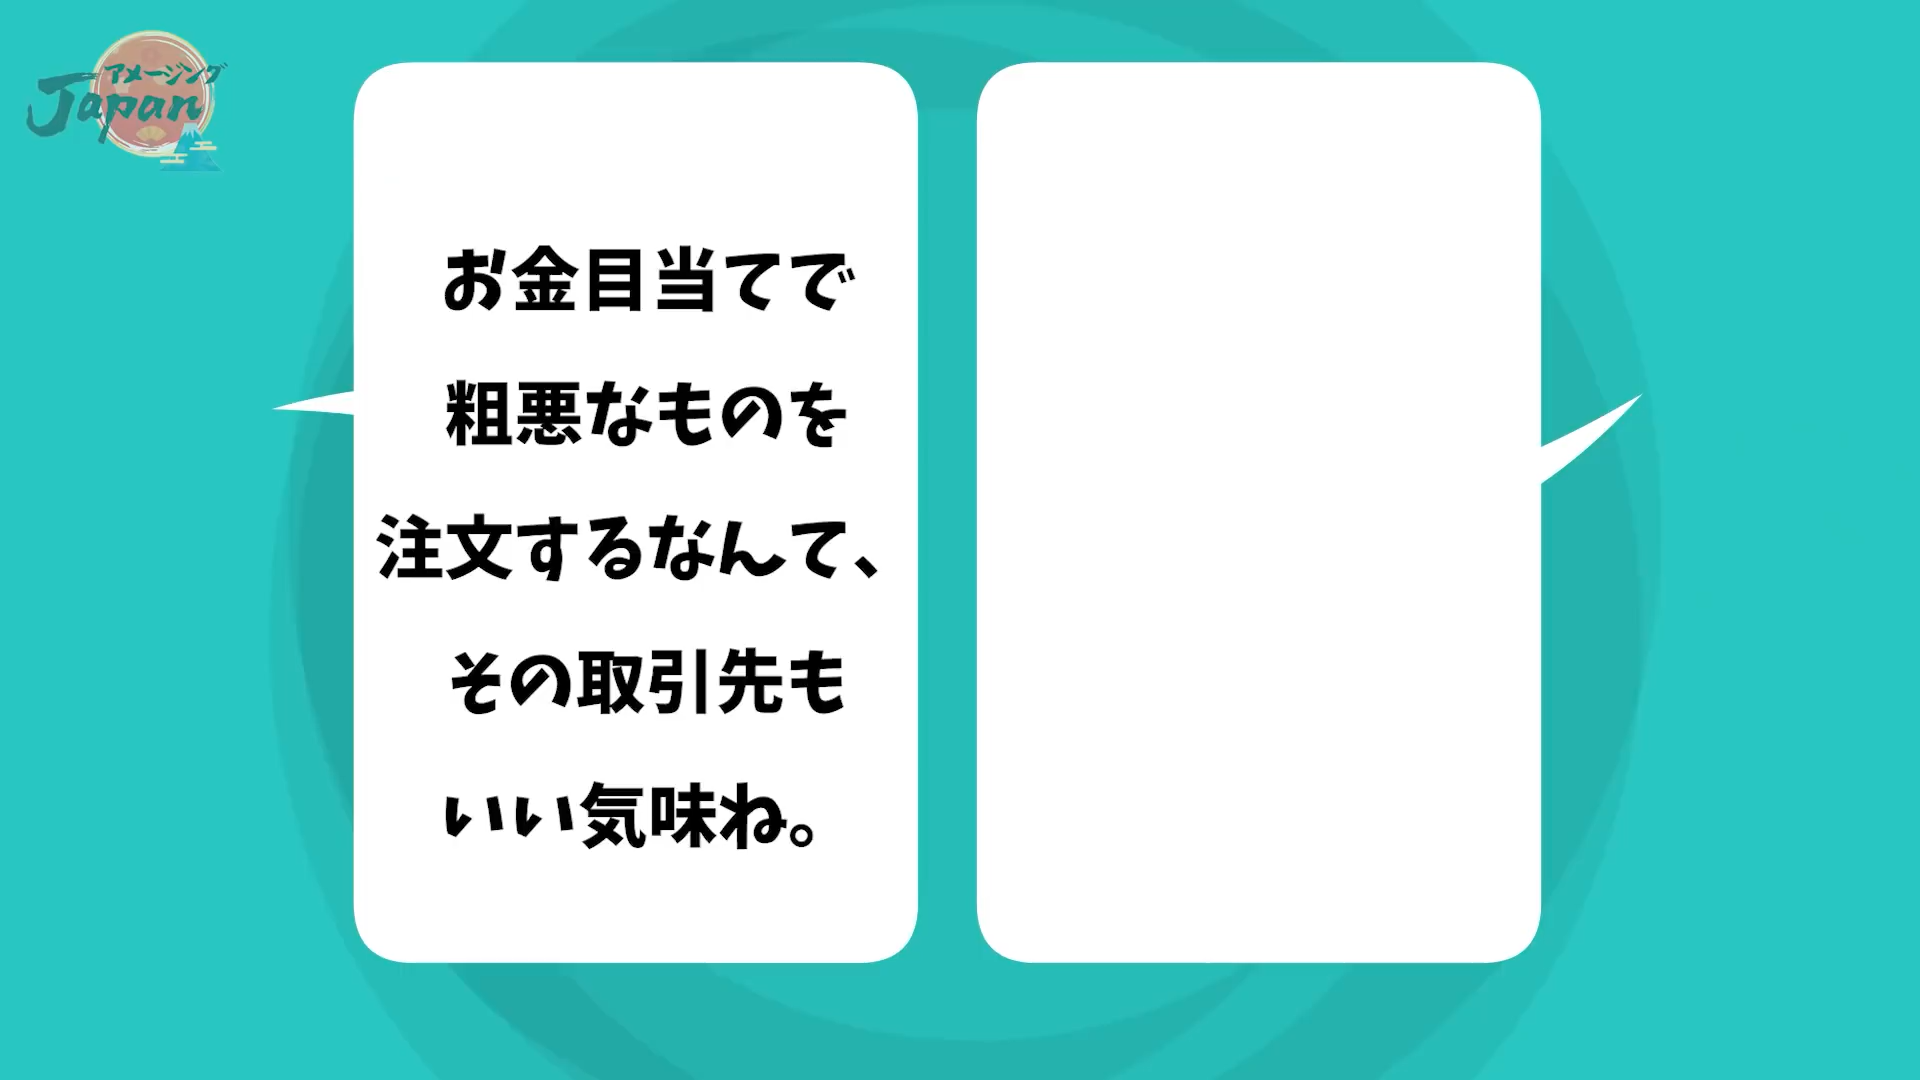 アメージング
Japan
お金目当てで
粗悪なものを
注文するなんて、
その取引先も
いい気味ね。